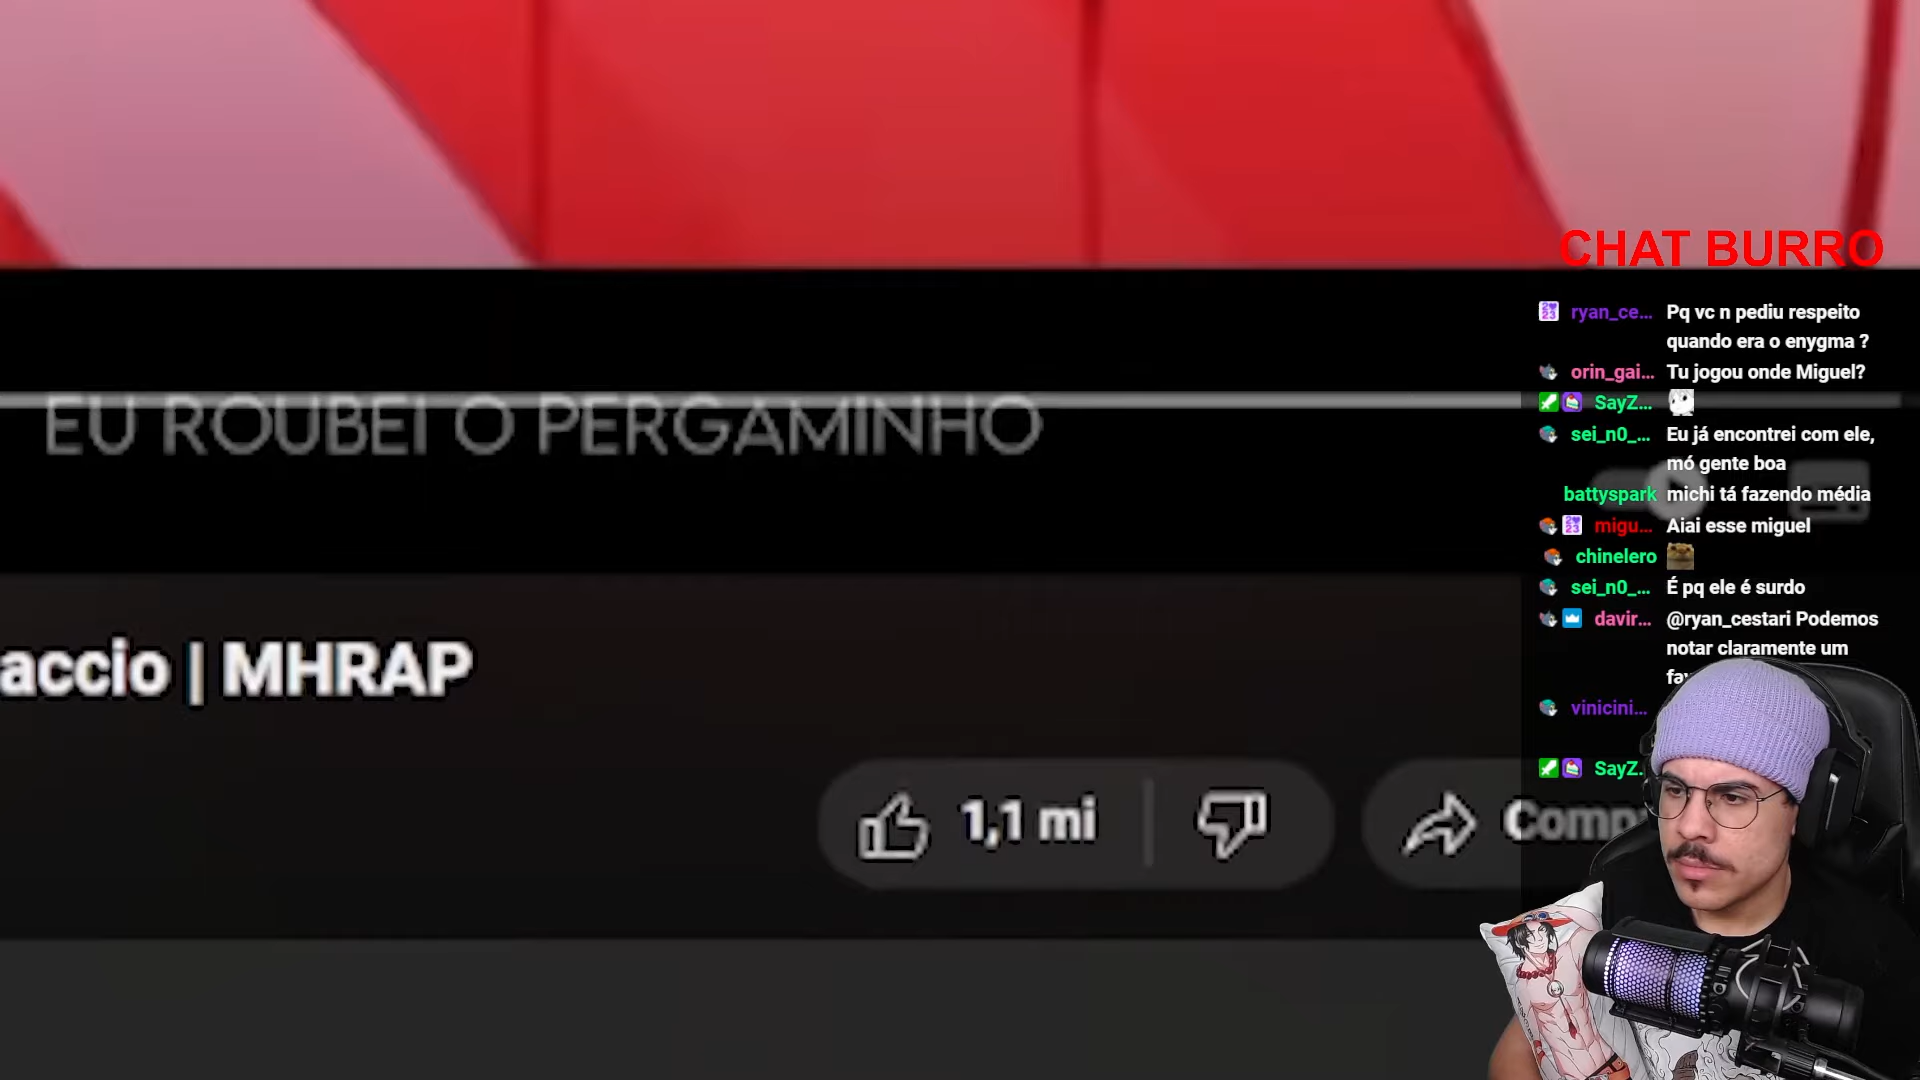 CHAT BURRO
ryan_ce... Pq vc n pediu respeito
quando era o enygma ?
orin_gai... Tu jogou onde Miguel?
SayZ...
sei_n0_... Eu já encontrei com ele,
mó gente boa
battyspark michi tá fazendo média
migu... Aiai esse miguel
chinelero
sei_n0_... É pq ele é surdo
davir... @ryan_cestari Podemos
notar claramente um
vinicini...
SayZ.
EU ROUBEI O PERGAMINHO
accio | MHRAP
1,1 mi
Comp